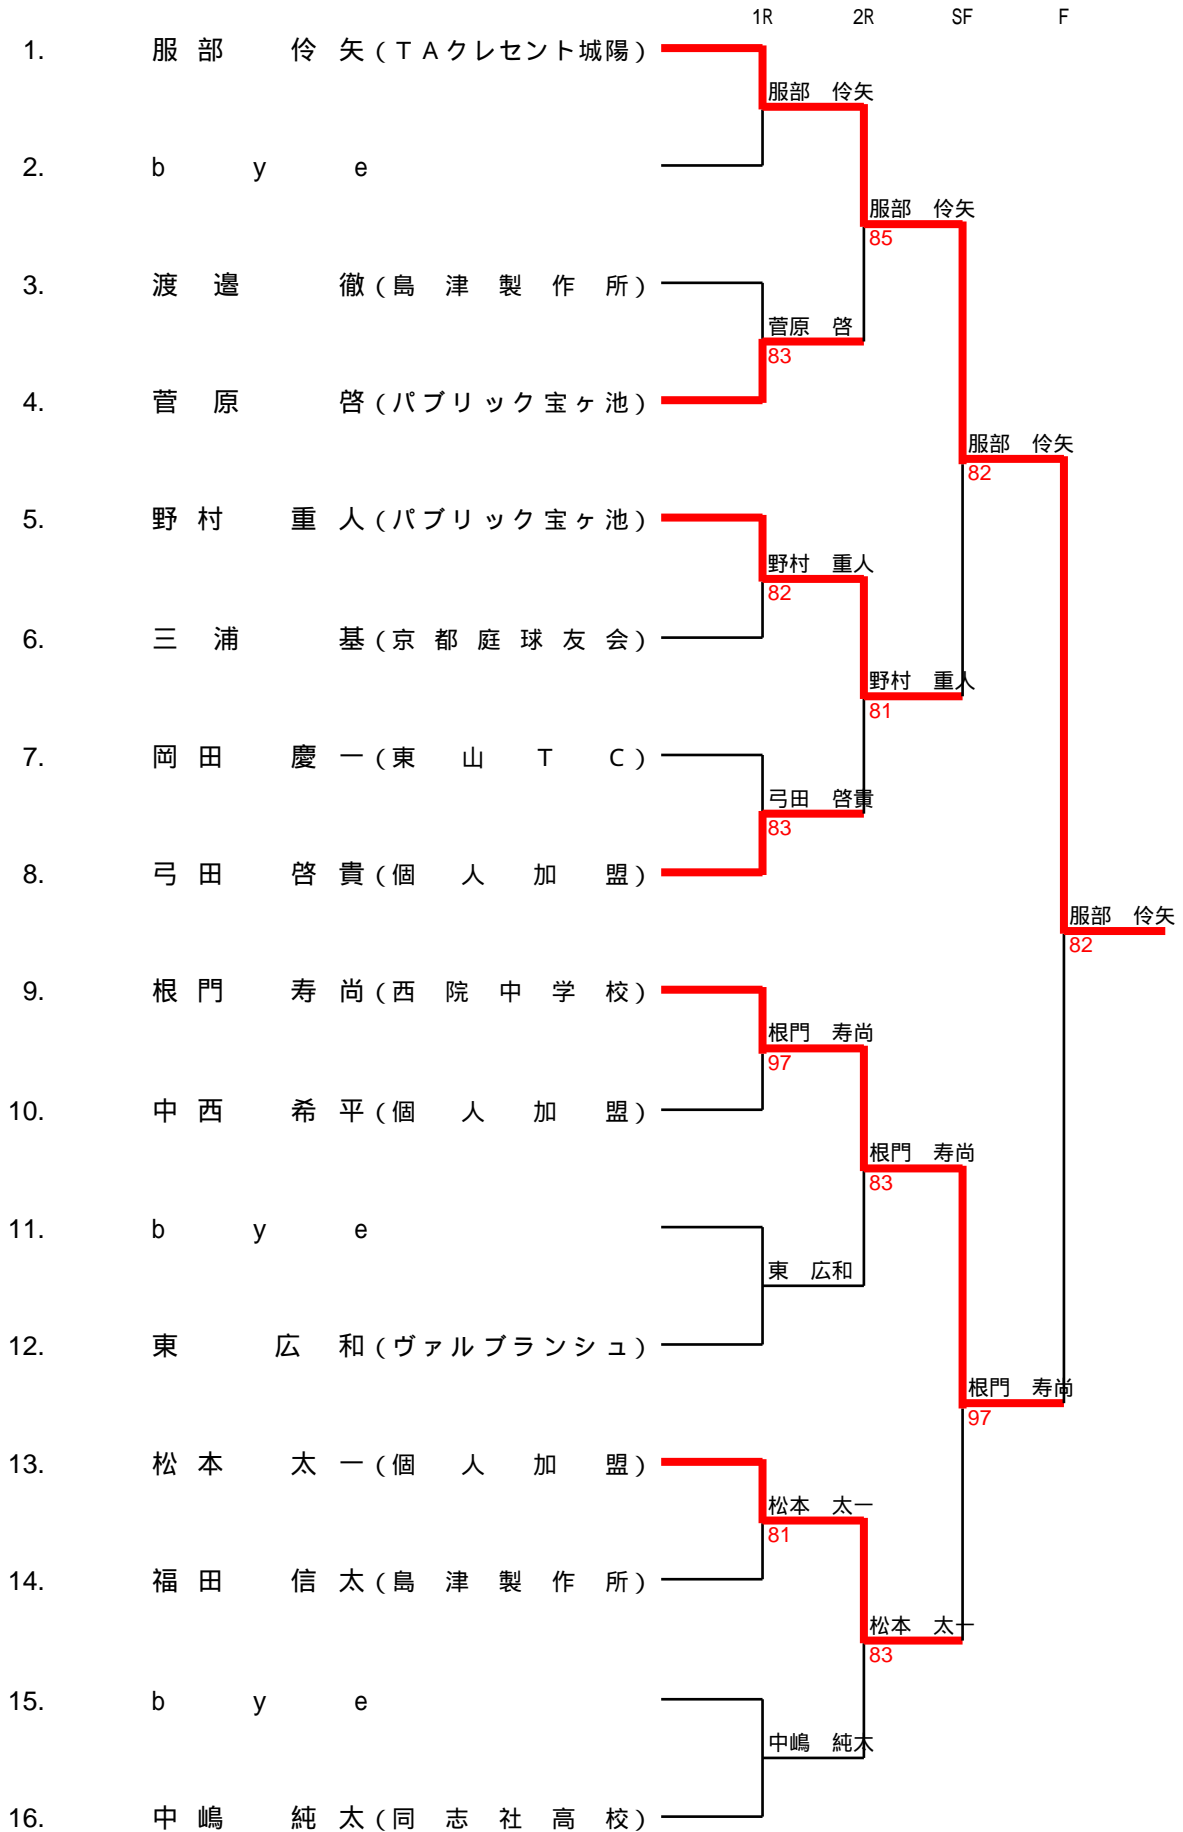 1R 2R SF F
1. 服部 伶矢(TAクレセント城陽)
服部 伶矢
2. bye
服部 伶矢
85
3. 渡邉 徹(島津製作所)
菅原 啓
83
4. 菅原 啓(パブリック宝ヶ池)
服部 伶矢
82
5. 野村 重人(パブリック宝ヶ池)
野村 重人
82
6. 三浦 基(京都庭球友会)
野村 重人
81
7. 岡田 慶一(東山TC)
弓田 啓貴
83
8. 弓田 啓貴(個人加盟)
服部 伶矢
82
9. 根門 寿尚(西院中学校)
根門 寿尚
97
10. 中西 希平(個人加盟)
根門 寿尚
83
11. bye
東 広和
12. 東 広和(ヴァルブランシュ)
根門 寿尚
97
13. 松本 太一(個人加盟)
松本 太一
81
14. 福田 信太(島津製作所)
松本 太一
83
15. bye
中嶋 純太
16. 中嶋 純太(同志社高校)